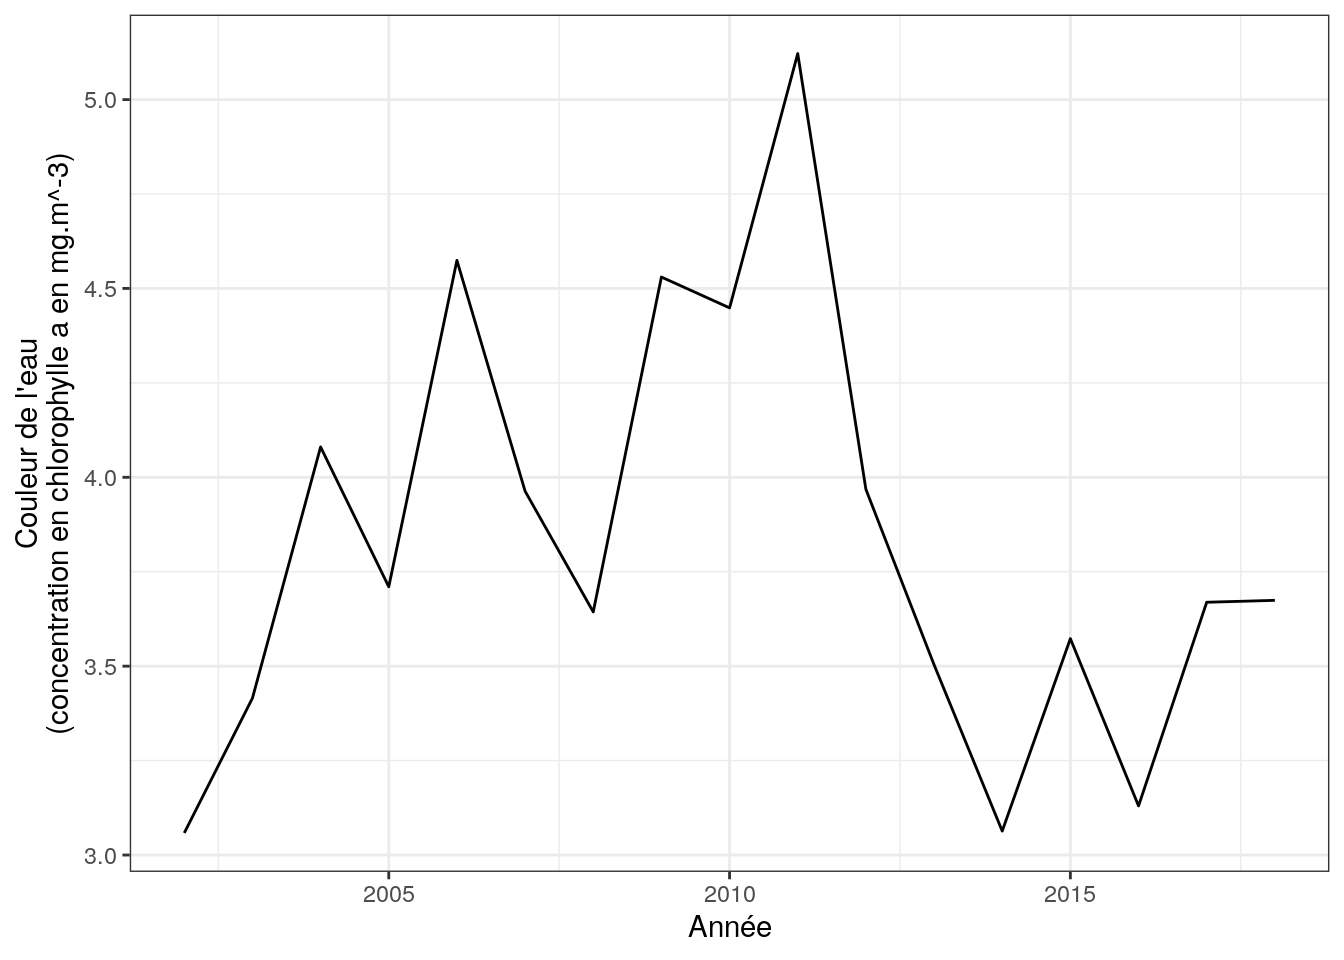 Couleur de l'eau
(concentration en chlorophylle a en mg.m^-3)
5.0
4.5
4.0
3.5
3.0
2005
2010
2015
Année